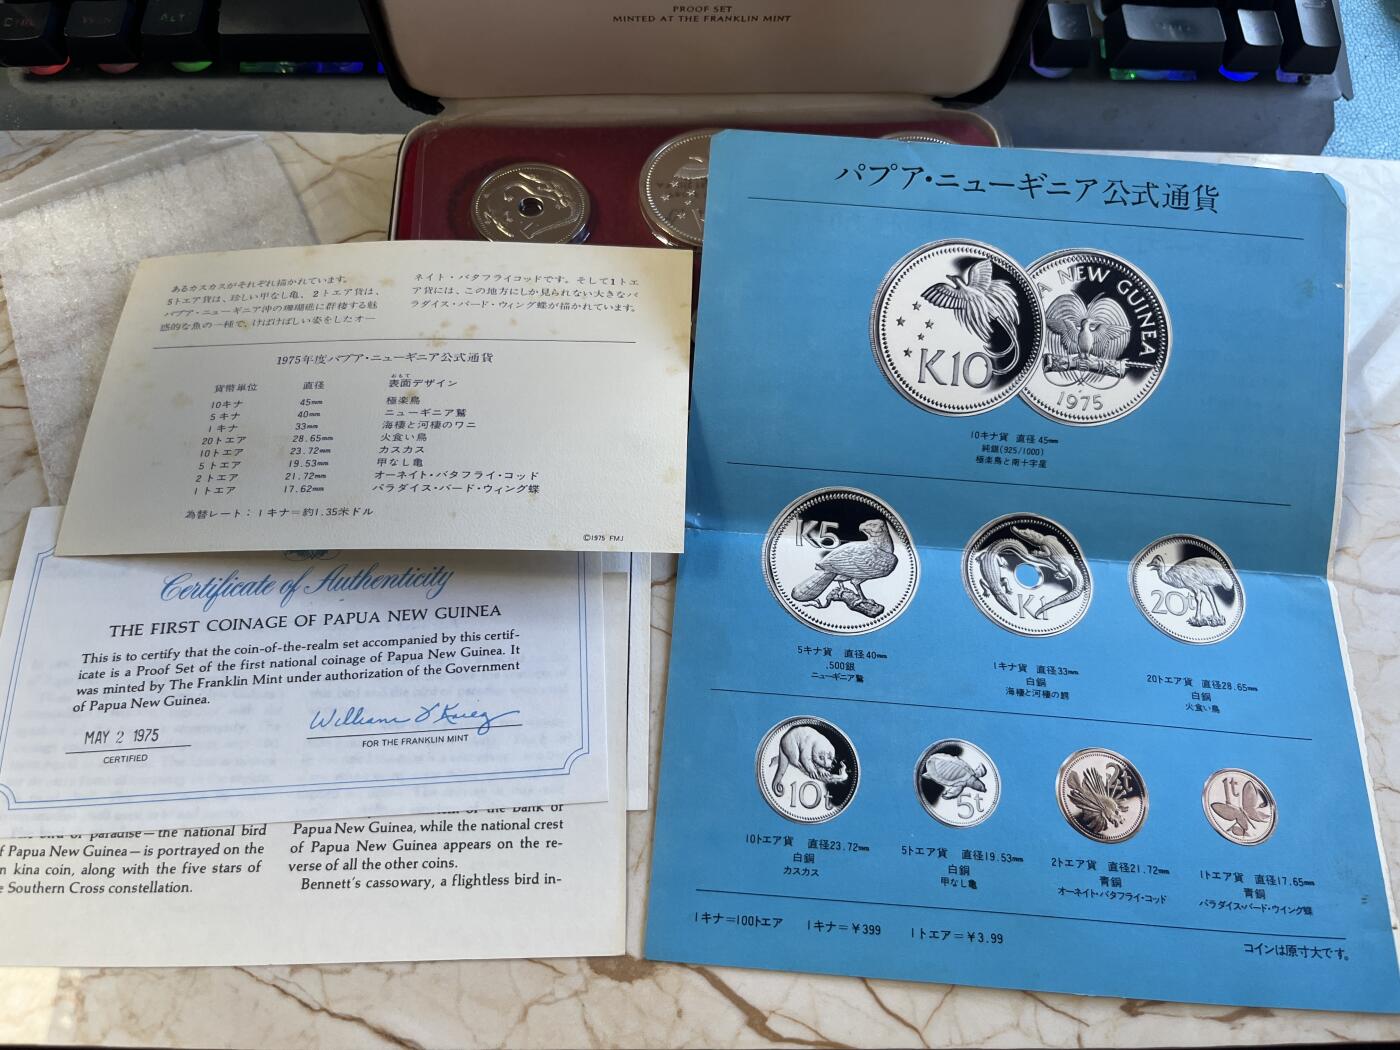 PROOF SET
MINTED AT THE FRANKLIN MINT
あるカスカスがそれぞれ描かれています。
5トエア貨は、珍しい甲なし亀、2トエア貨は、
パプア・ニューギニア沖の珊瑚礁に群棲する魅
惑的な魚の一種で、けばけばしい姿をしたオー
ネイト・バタフライコッドです。そして1トエ
ア貨には、この地方にしか見られない大きなパ
ラダイス・バード・ウィング蝶が描かれています。
1975年度パプア・ニューギニア公式通貨
貨幣単位 直径 表面デザイン
おもて
10キナ 45mm 極楽鳥
5キナ 40mm ニューギニア鷲
1キナ 33mm 海棲と河棲のワニ
20トエア 28.65mm 火食い鳥
10トエア 23.72mm カスカス
5トエア 19.53mm 甲なし亀
2トエア 21.72mm オーネイト・バタフライ・コッド
1トエア 17.62mm パラダイス・バード・ウィング蝶
為替レート：1キナ＝約1.35米ドル
©1975 FMJ
Certificate of Authenticity
THE FIRST COINAGE OF PAPUA NEW GUINEA
This is to certify that the coin-of-the-realm set accompanied by this certif-
icate is a Proof Set of the first national coinage of Papua New Guinea. It
was minted by The Franklin Mint under authorization of the Government
of Papua New Guinea.
MAY 2 1975
CERTIFIED
FOR THE FRANKLIN MINT
bird of paradise—the national bird
of Papua New Guinea—is portrayed on the
kina coin, along with the five stars of
Southern Cross constellation.
of the Bank of
Papua New Guinea, while the national crest
of Papua New Guinea appears on the re-
verse of all the other coins.
Bennett's cassowary, a flightless bird in-
パプア・ニューギニア公式通貨
K10
NEW GUINEA
1975
10キナ貨 直径45mm
純銀(925/1000)
極楽鳥と南十字星
K5
K1
20t
5キナ貨 直径40mm
.500銀
ニューギニア鷲
1キナ貨 直径33mm
白銅
海棲と河棲の鰐
20トエア貨 直径28.65mm
白銅
火食い鳥
10t
5t
2t
1t
10トエア貨 直径23.72mm
白銅
カスカス
5トエア貨 直径19.53mm
白銅
甲なし亀
2トエア貨 直径21.72mm
青銅
オーネイト・バタフライ・コッド
1トエア貨 直径17.65mm
青銅
パラダイス・バード・ウイング蝶
1キナ＝100トエア 1キナ＝¥399 1トエア＝¥3.99
コインは原寸大です。